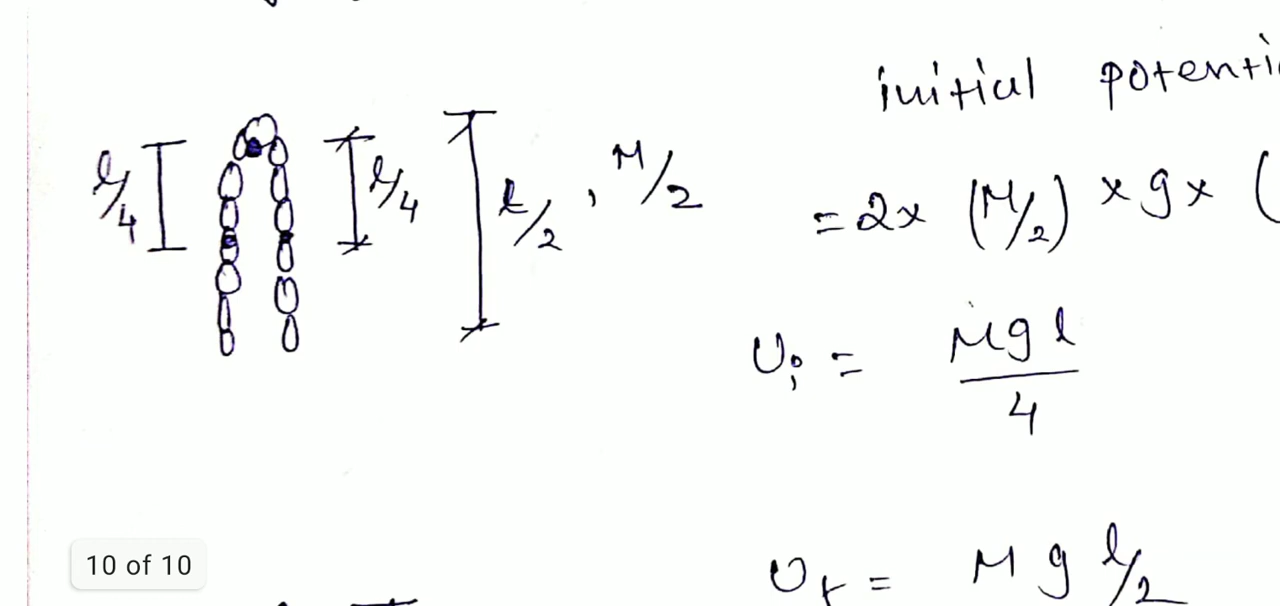 initial potenti
l/4 l/4 l/2 , M/2
= 2x (M/2) x g x (
Ui = Mgl
4
10 of 10
Uf = M g l/2